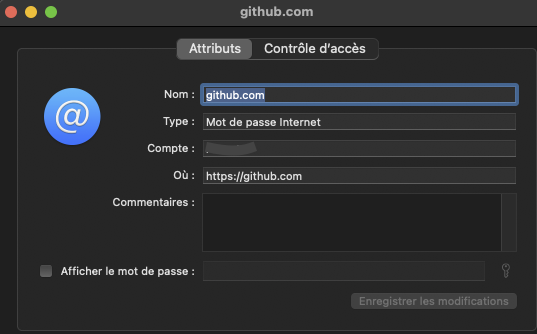 github.com
Attributs
Contrôle d'accès
@
Nom : github.com
Type : Mot de passe Internet
Compte :
Où : https://github.com
Commentaires :
Afficher le mot de passe :
Enregistrer les modifications